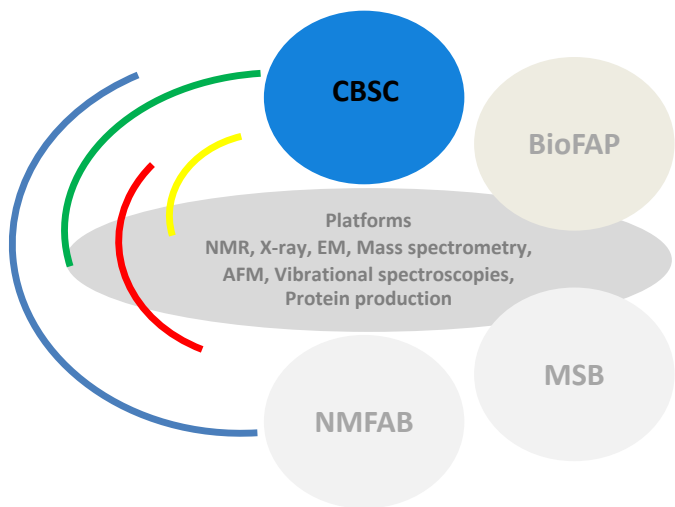 CBSC
BioFAP
Platforms
NMR, X-ray, EM, Mass spectrometry,
AFM, Vibrational spectroscopies,
Protein production
MSB
NMFAB